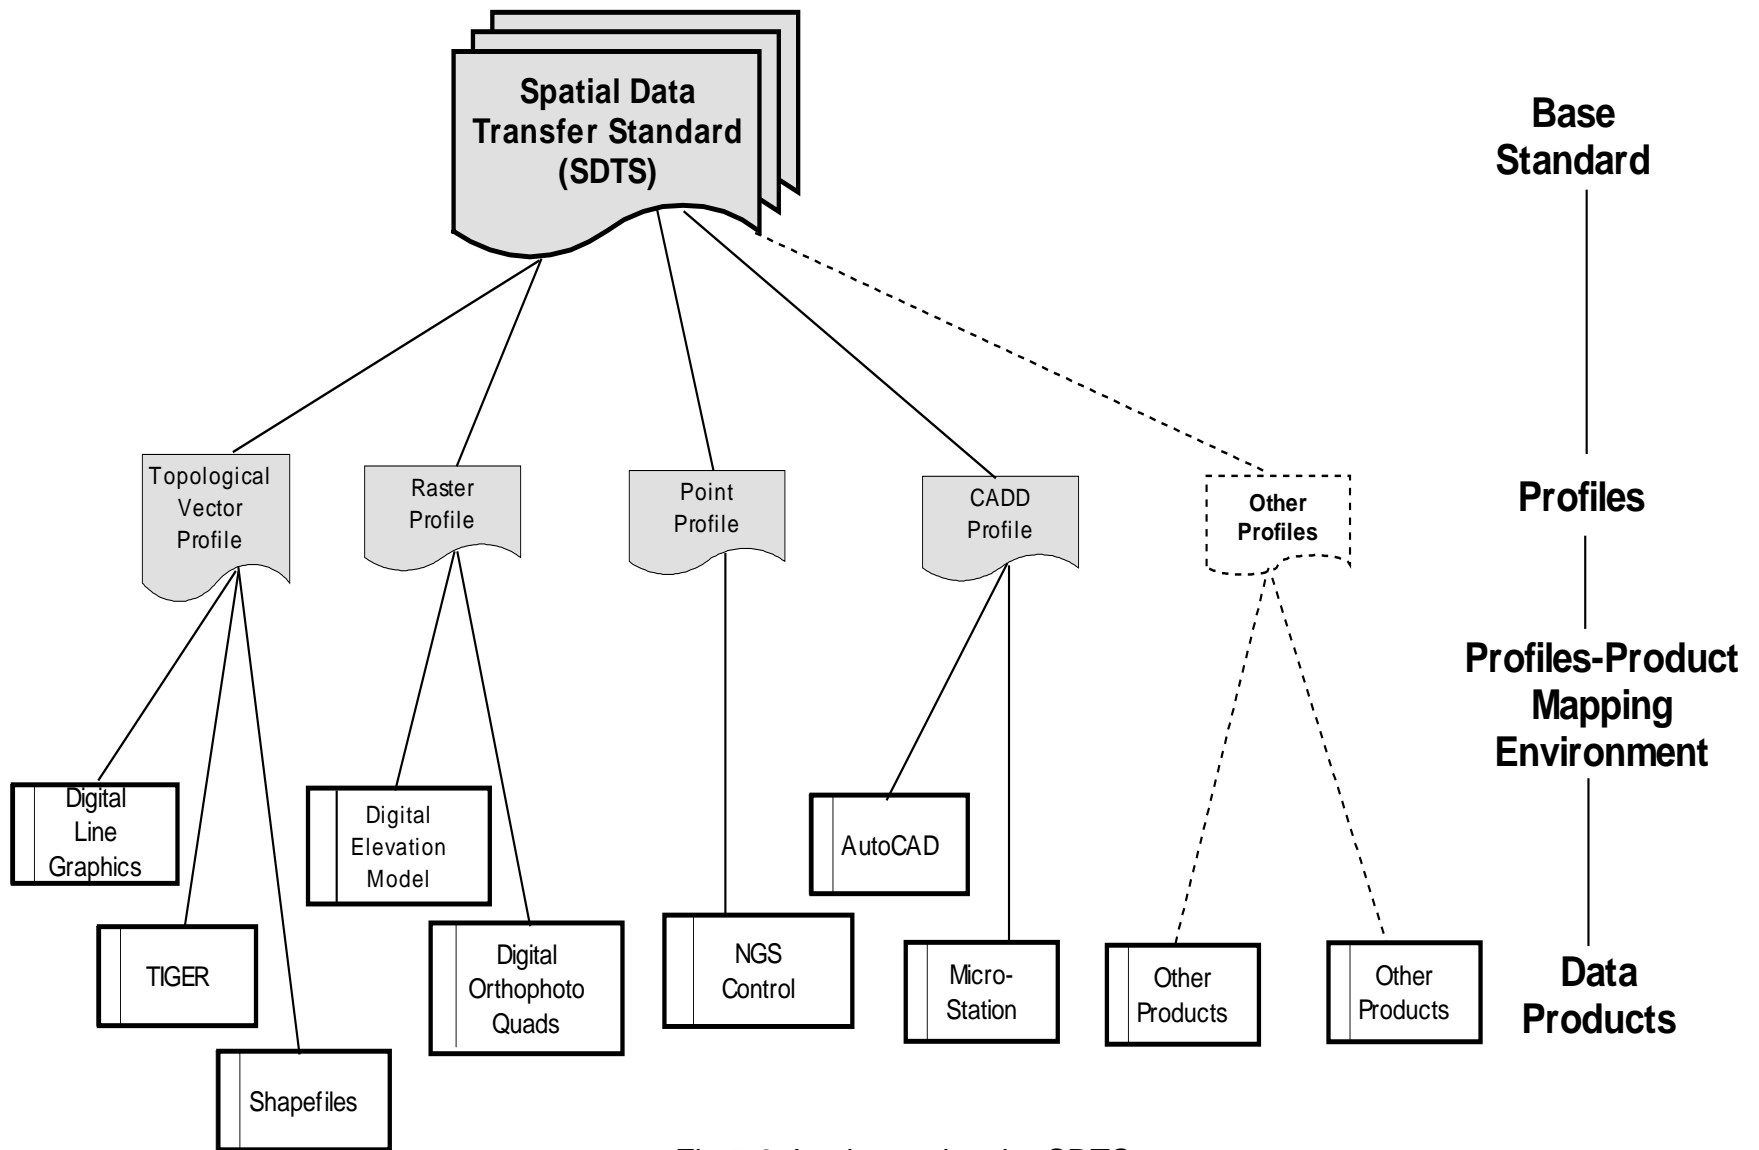 Spatial Data
Transfer Standard
(SDTS)
Base
Standard
Topological
Vector
Profile
Raster
Profile
Point
Profile
CADD
Profile
Other
Profiles
Profiles
Profiles-Product
Mapping
Environment
Digital
Line
Graphics
Digital
Elevation
Model
AutoCAD
TIGER
Digital
Orthophoto
Quads
NGS
Control
Micro-
Station
Other
Products
Other
Products
Data
Products
Shapefiles